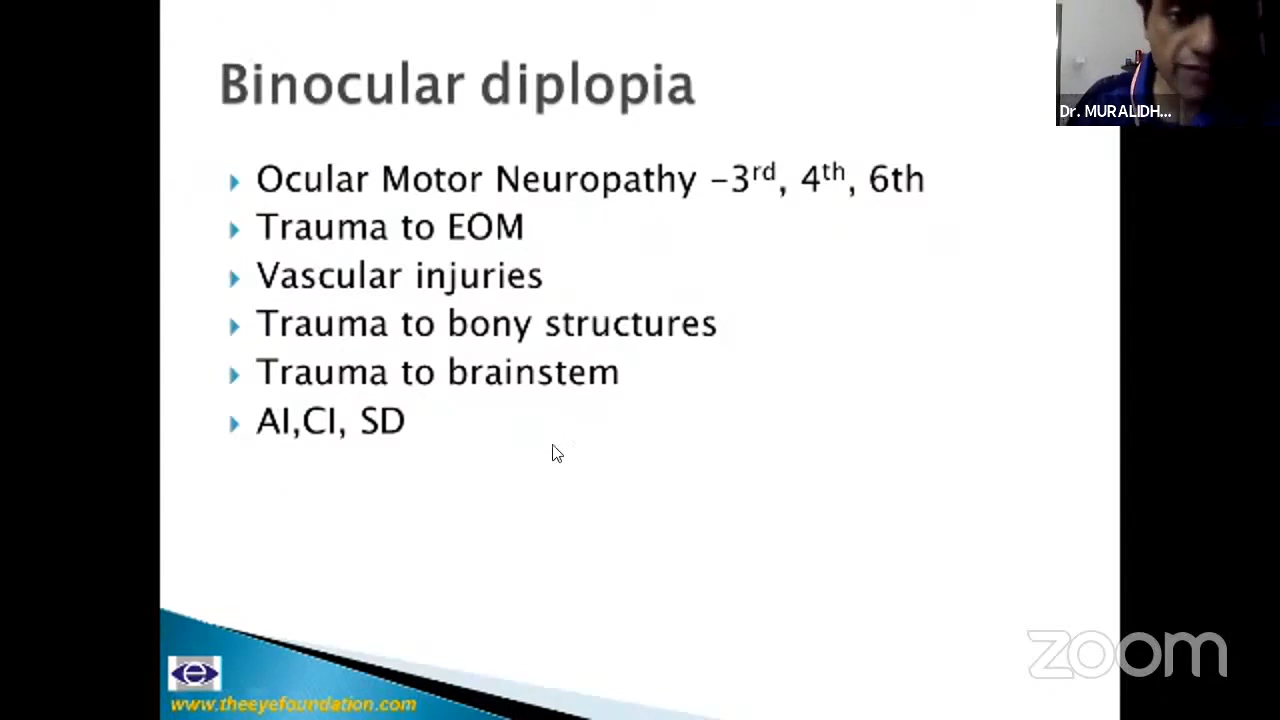 Binocular diplopia
Dr. MURALIDH...
Ocular Motor Neuropathy -3rd, 4th, 6th
Trauma to EOM
Vascular injuries
Trauma to bony structures
Trauma to brainstem
AI,CI, SD
zoom
www.theeyefoundation.com